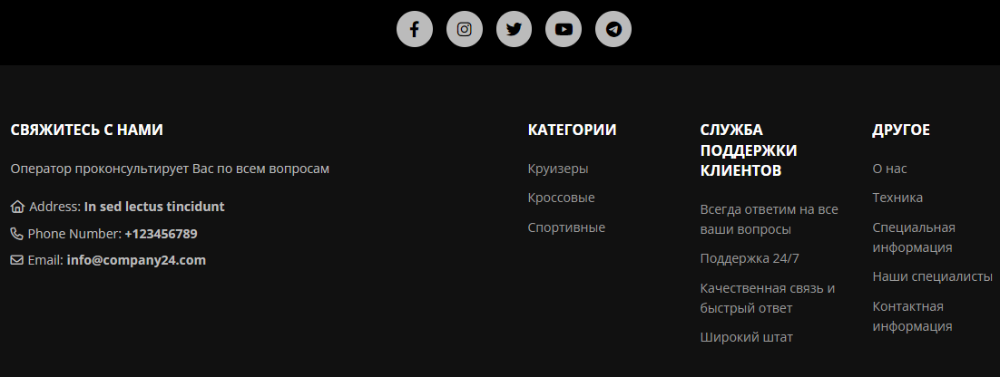 СВЯЖИТЕСЬ С НАМИ
Оператор проконсультирует Вас по всем вопросам
Address: In sed lectus tincidunt
Phone Number: +123456789
Email: info@company24.com
КАТЕГОРИИ
Круизеры
Кроссовые
Спортивные
СЛУЖБА
ПОДДЕРЖКИ
КЛИЕНТОВ
Всегда ответим на все
ваши вопросы
Поддержка 24/7
Качественная связь и
быстрый ответ
Широкий штат
ДРУГОЕ
О нас
Техника
Специальная
информация
Наши специалисты
Контактная
информация